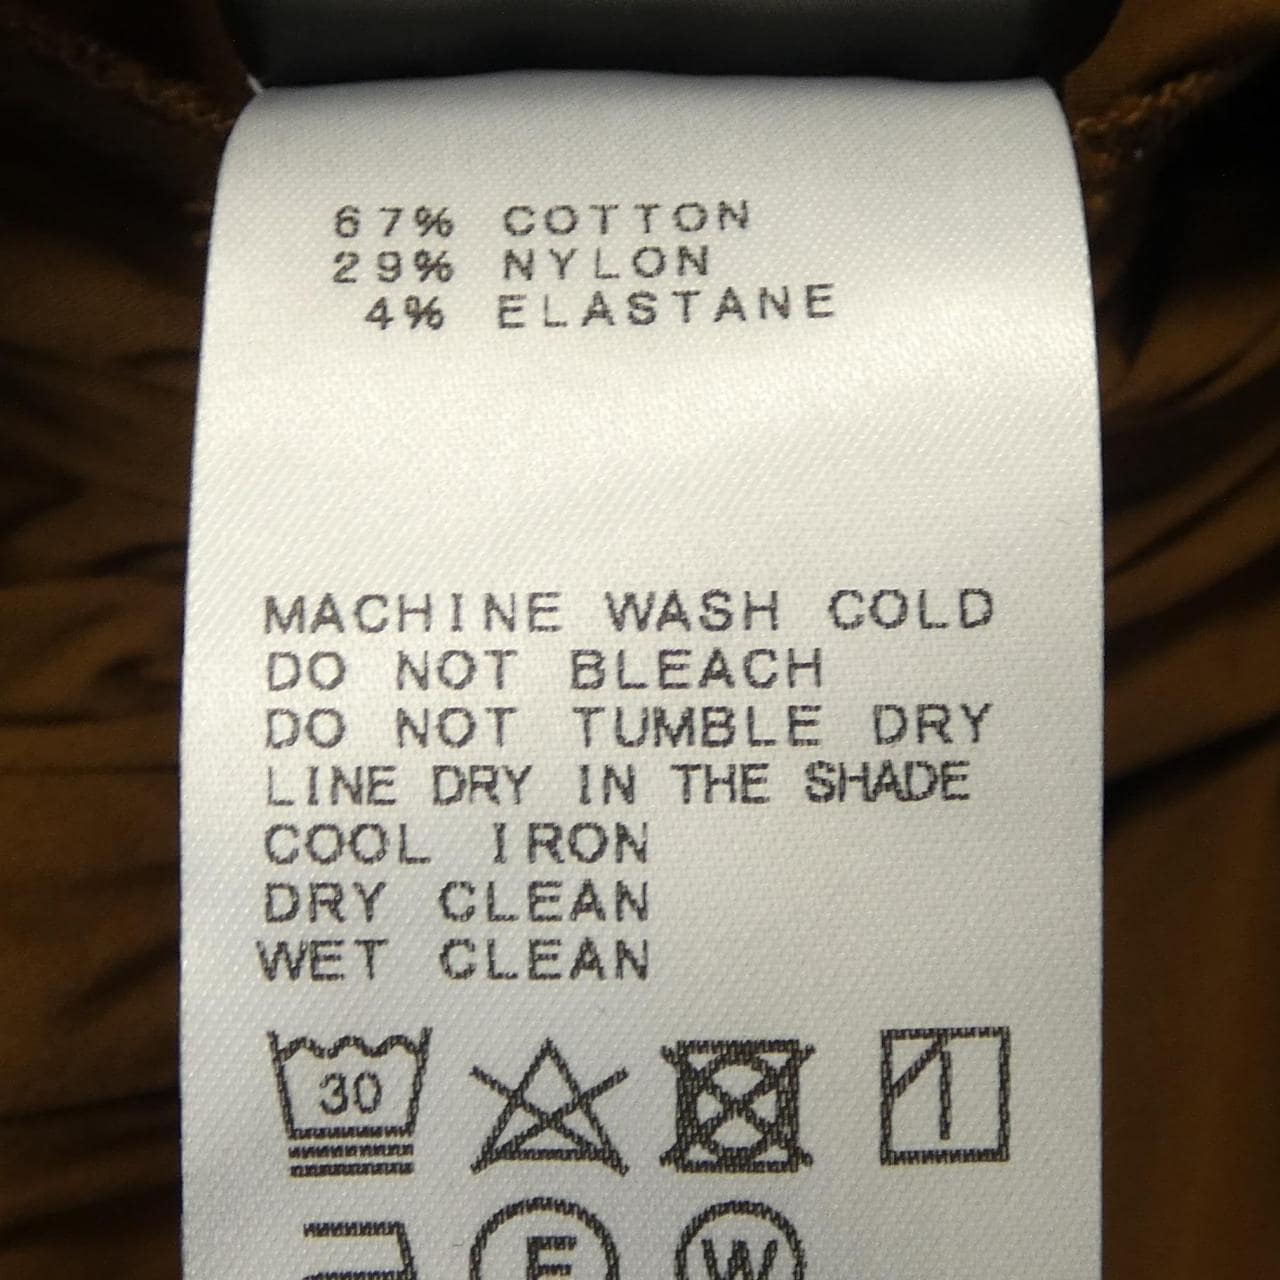 67% COTTON
29% NYLON
4% ELASTANE
MACHINE WASH COLD
DO NOT BLEACH
DO NOT TUMBLE DRY
LINE DRY IN THE SHADE
COOL IRON
DRY CLEAN
WET CLEAN
30
W